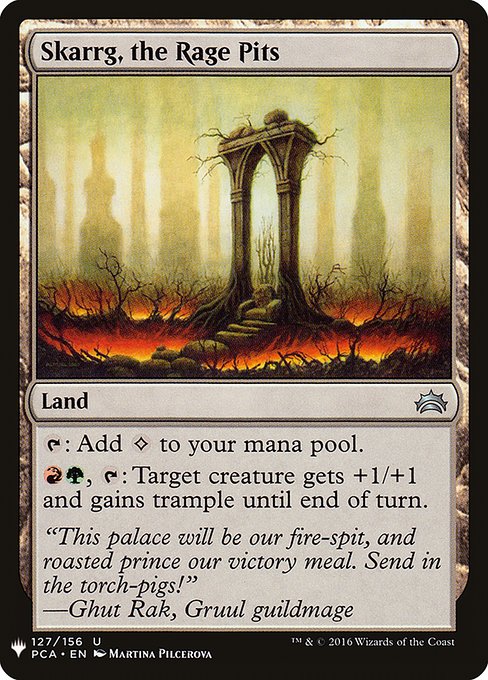 Skarrg, the Rage Pits
Land
: Add to your mana pool.
, : Target creature gets +1/+1
and gains trample until end of turn.
“This palace will be our fire-spit, and
roasted prince our victory meal. Send in
the torch-pigs!”
—Ghut Rak, Gruul guildmage
127/156 U
PCA • EN Martina Pilcerova
™ & © 2016 Wizards of the Coast